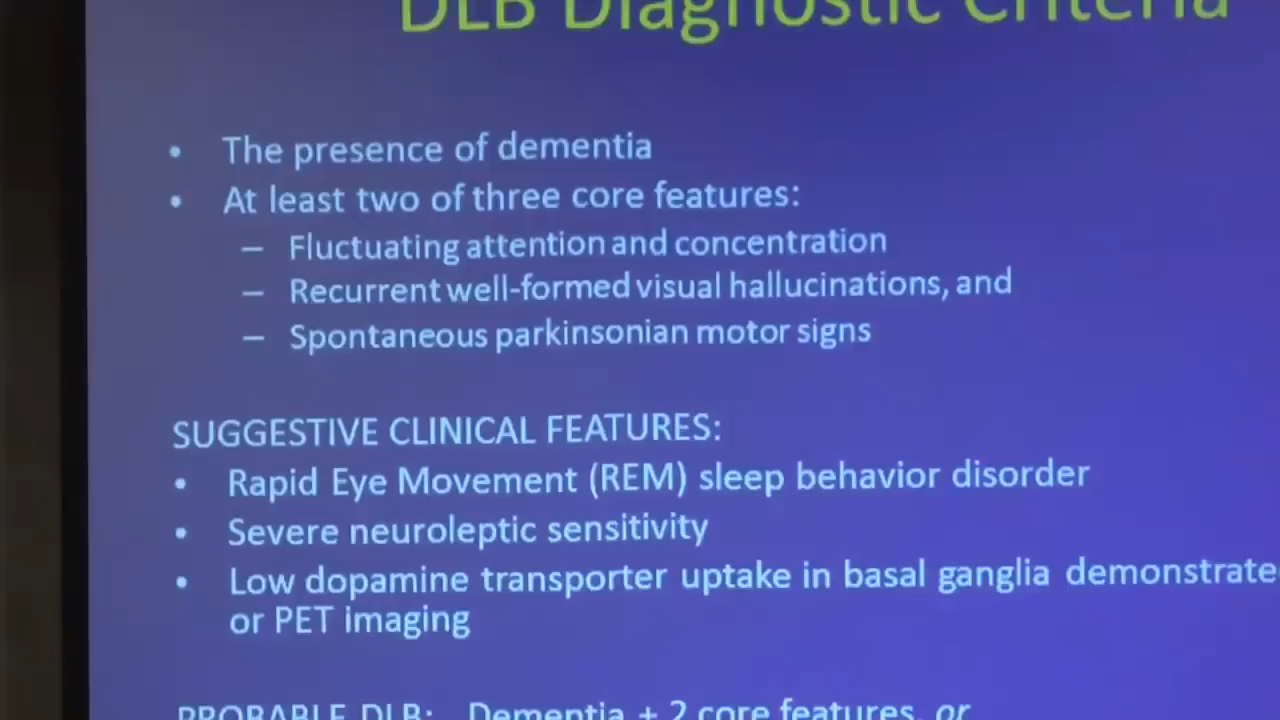 DLB Diagnostic Criteria
• The presence of dementia
• At least two of three core features:
– Fluctuating attention and concentration
– Recurrent well-formed visual hallucinations, and
– Spontaneous parkinsonian motor signs
SUGGESTIVE CLINICAL FEATURES:
• Rapid Eye Movement (REM) sleep behavior disorder
• Severe neuroleptic sensitivity
• Low dopamine transporter uptake in basal ganglia demonstrate
or PET imaging
PROBABLE DLB: Dementia + 2 core features, or